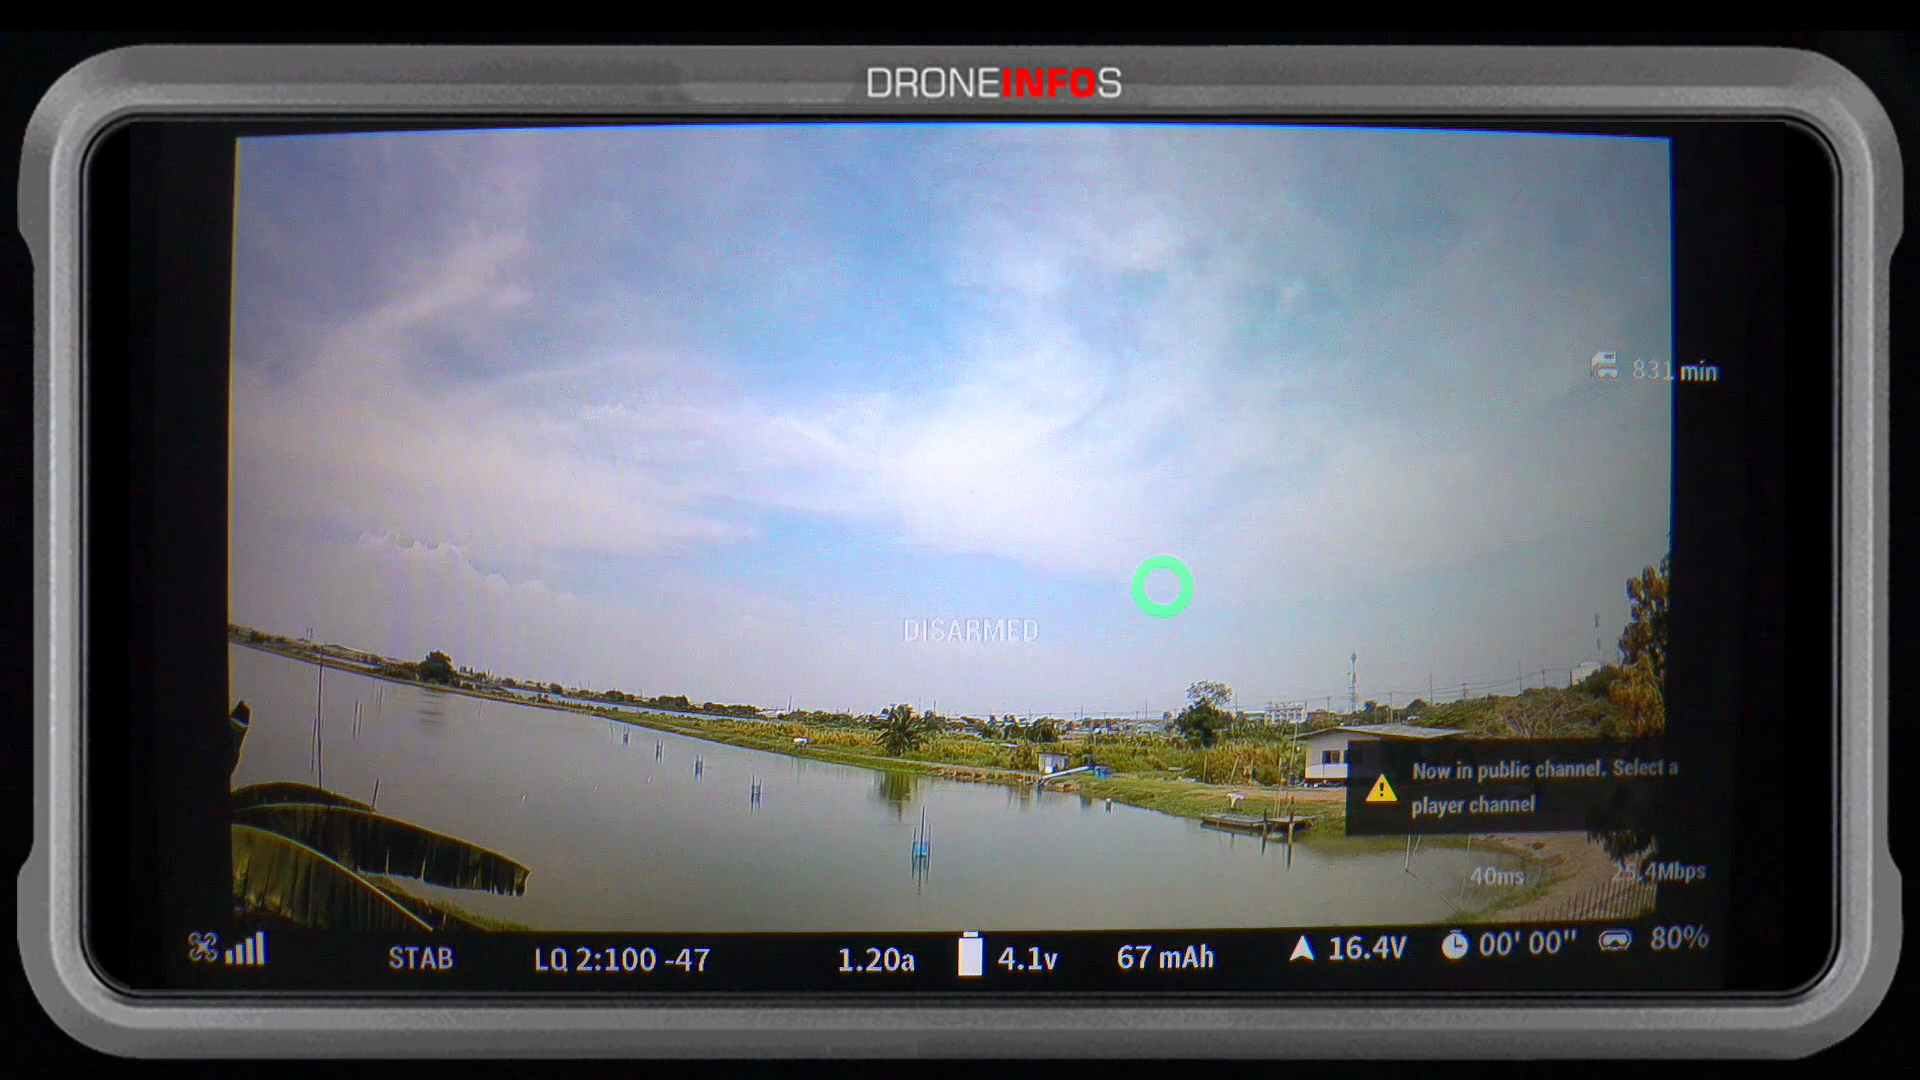 DRONEINFOS
831 min
DISARMED
Now in public channel. Select a
player channel
40ms 25.4Mbps
STAB LQ 2:100 -47 1.20a 4.1v 67 mAh 16.4V 00' 00" 80%